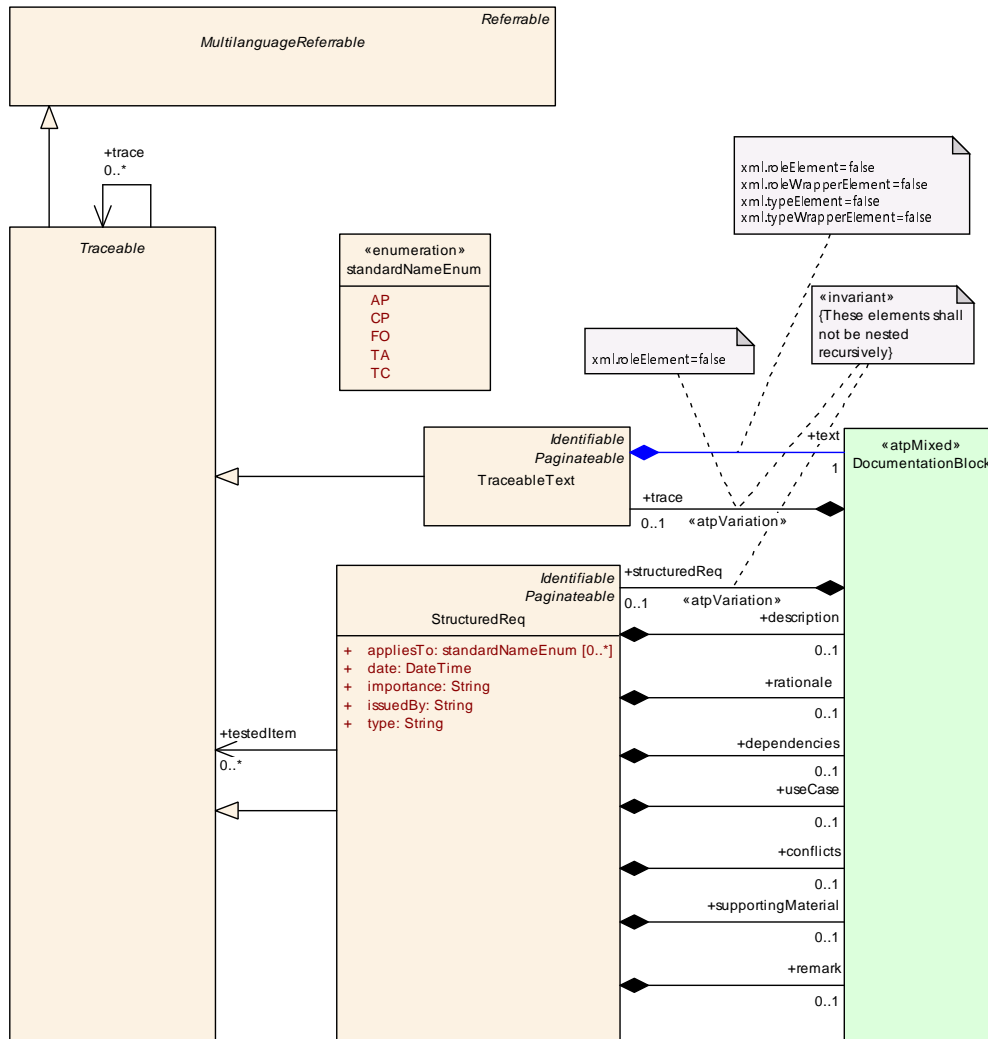 Referrable
MultilanguageReferrable
+trace
0..*
xml.roleElement=false
xml.roleWrapperElement=false
xml.typeElement=false
xml.typeWrapperElement=false
Traceable
«enumeration»
standardNameEnum
AP
CP
FO
TA
TC
«invariant»
{These elements shall
not be nested
recursively}
xml.roleElement=false
Identifiable
Paginateable
TraceableText
+text
1
«atpMixed»
DocumentationBlock
+trace
0..1
«atpVariation»
Identifiable
Paginateable
StructuredReq
+structuredReq
0..1
«atpVariation»
+description
0..1
+ appliesTo: standardNameEnum [0..*]
+ date: DateTime
+ importance: String
+ issuedBy: String
+ type: String
+rationale
0..1
+testedItem
0..*
+dependencies
0..1
+useCase
0..1
+conflicts
0..1
+supportingMaterial
0..1
+remark
0..1